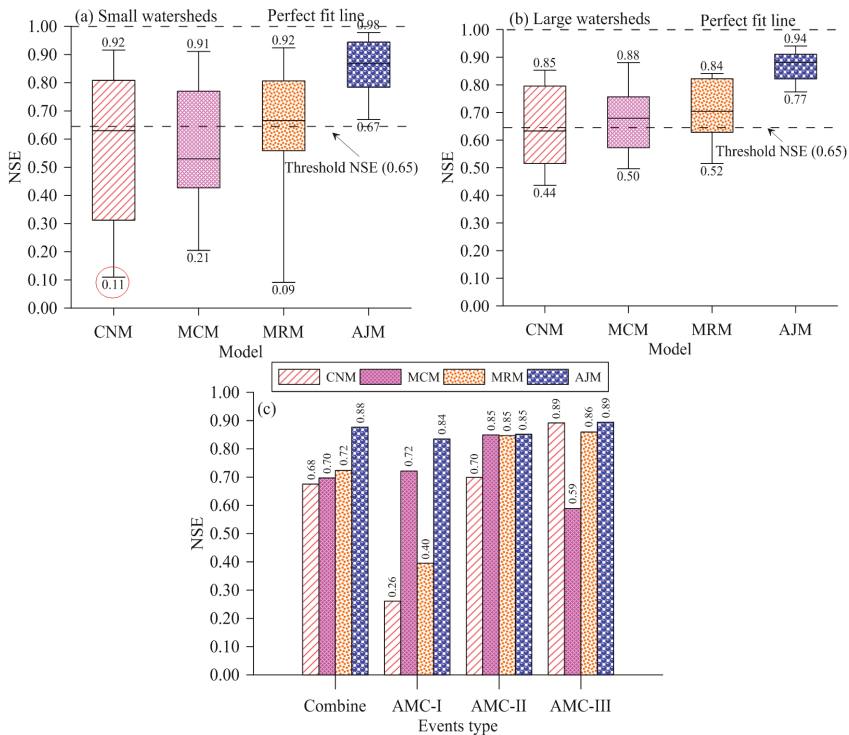 (a) Small watersheds
Perfect fit line
1.00
0.90
0.80
0.70
0.60
0.50
0.40
0.30
0.20
0.10
0.00
NSE
0.92
0.91
0.92
0.98
0.67
Threshold NSE (0.65)
0.11
0.21
0.09
CNM
MCM
MRM
AJM
Model
(b) Large watersheds
Perfect fit line
1.00
0.90
0.80
0.70
0.60
0.50
0.40
0.30
0.20
0.10
0.00
NSE
0.85
0.88
0.84
0.94
0.77
Threshold NSE (0.65)
0.44
0.50
0.52
CNM
MCM
MRM
AJM
Model
CNM
MCM
MRM
AJM
(c)
1.00
0.90
0.80
0.70
0.60
0.50
0.40
0.30
0.20
0.10
0.00
NSE
0.68
0.70
0.72
0.88
0.26
0.72
0.40
0.84
0.70
0.85
0.85
0.85
0.89
0.59
0.86
0.89
Combine
AMC-I
AMC-II
AMC-III
Events type